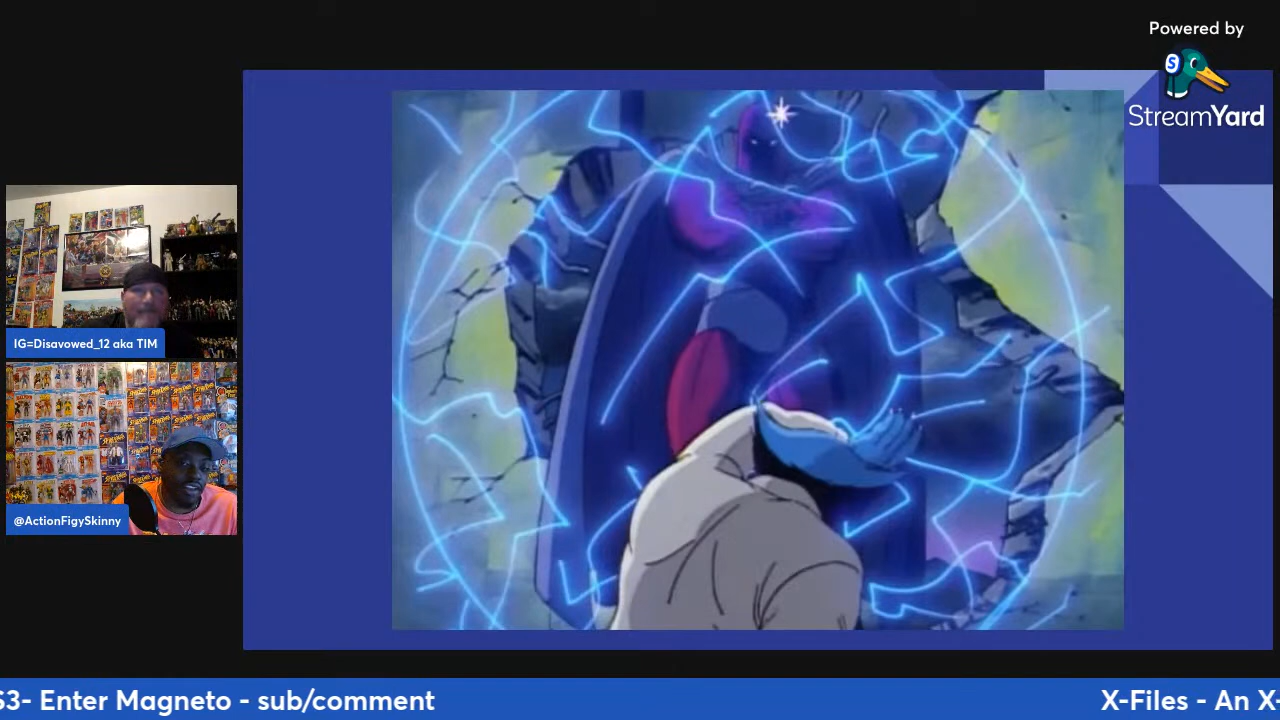 Powered by
StreamYard
IG=Disavowed_12 aka TIM
@ActionFigySkinny
S3- Enter Magneto - sub/comment
X-Files - An X-